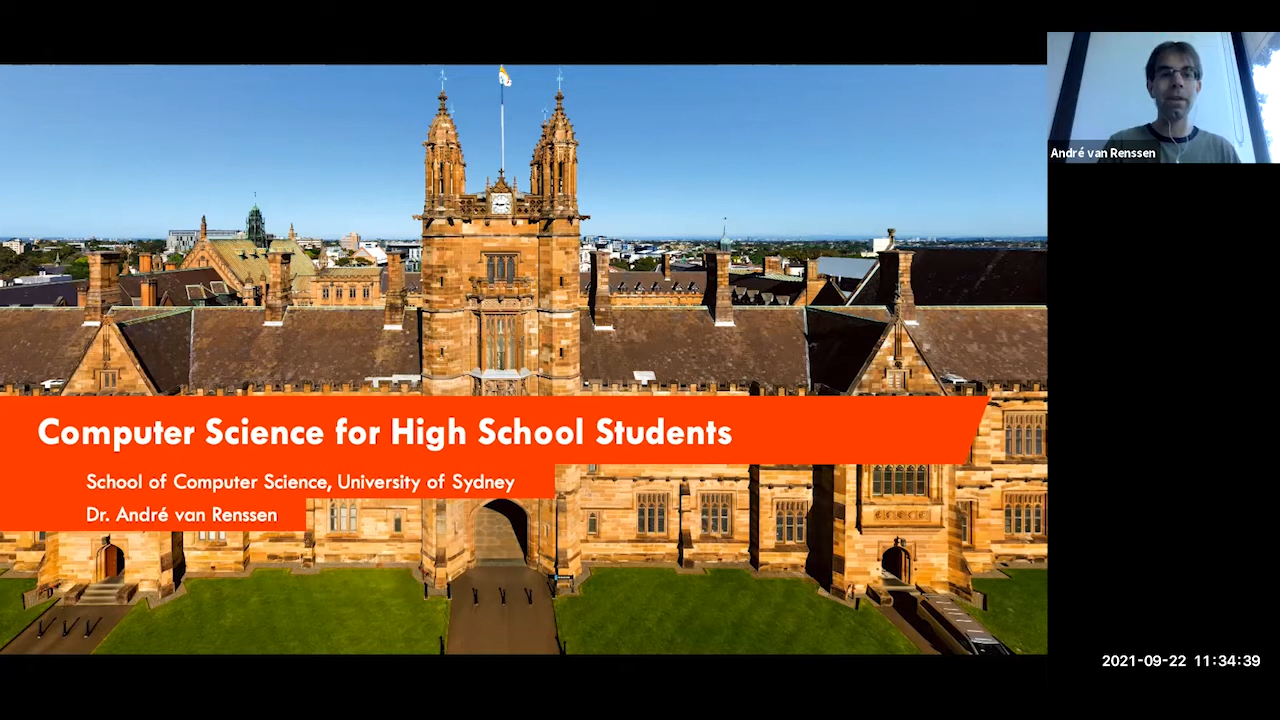 Computer Science for High School Students
School of Computer Science, University of Sydney
Dr. André van Renssen
André van Renssen
2021-09-22 11:34:39